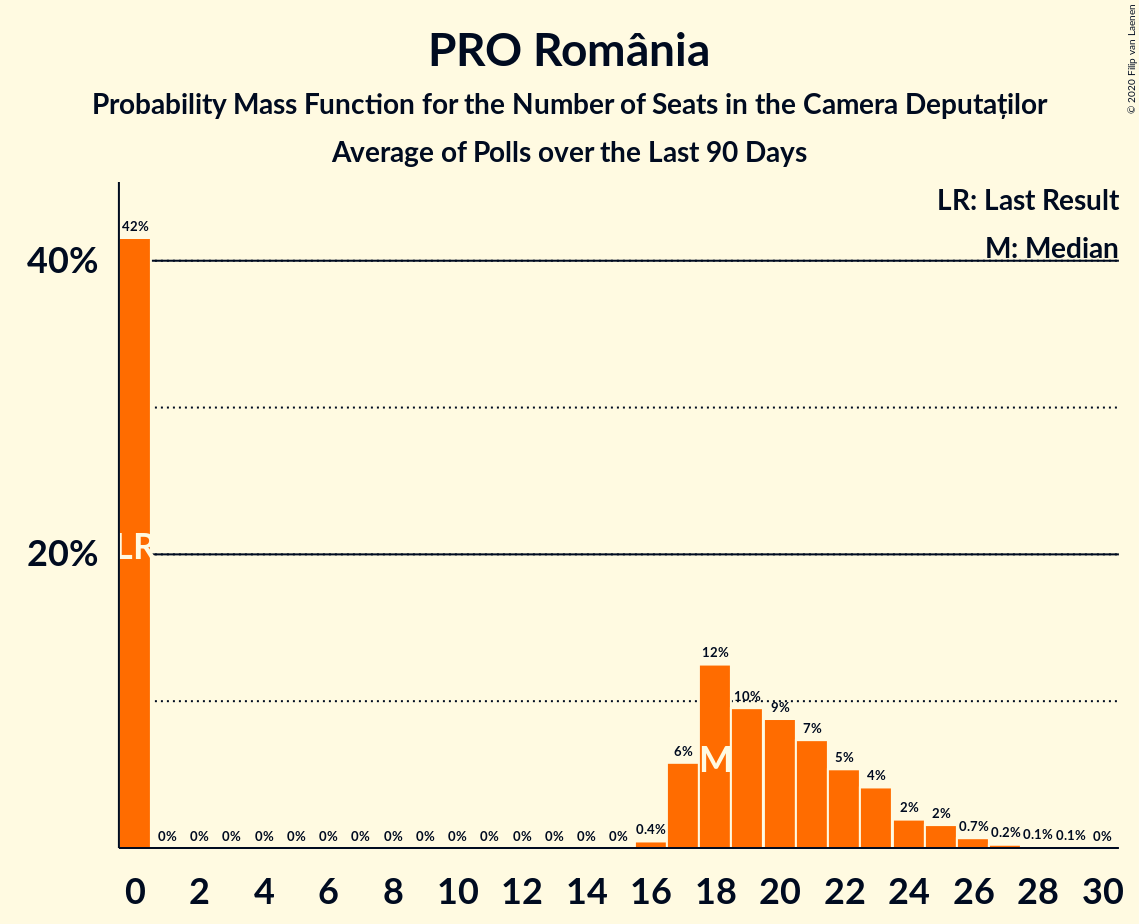 PRO România
Probability Mass Function for the Number of Seats in the Camera Deputaților
Average of Polls over the Last 90 Days
© 2020 Filip van Laenen
LR: Last Result
M: Median
40%
20%
42% 0% 0% 0% 0% 0% 0% 0% 0% 0% 0% 0% 0% 0% 0% 0% 0.4% 6% 12% 10% 9% 7% 5% 4% 2% 2% 0.7% 0.2% 0.1% 0.1% 0%
LR
M
0 2 4 6 8 10 12 14 16 18 20 22 24 26 28 30